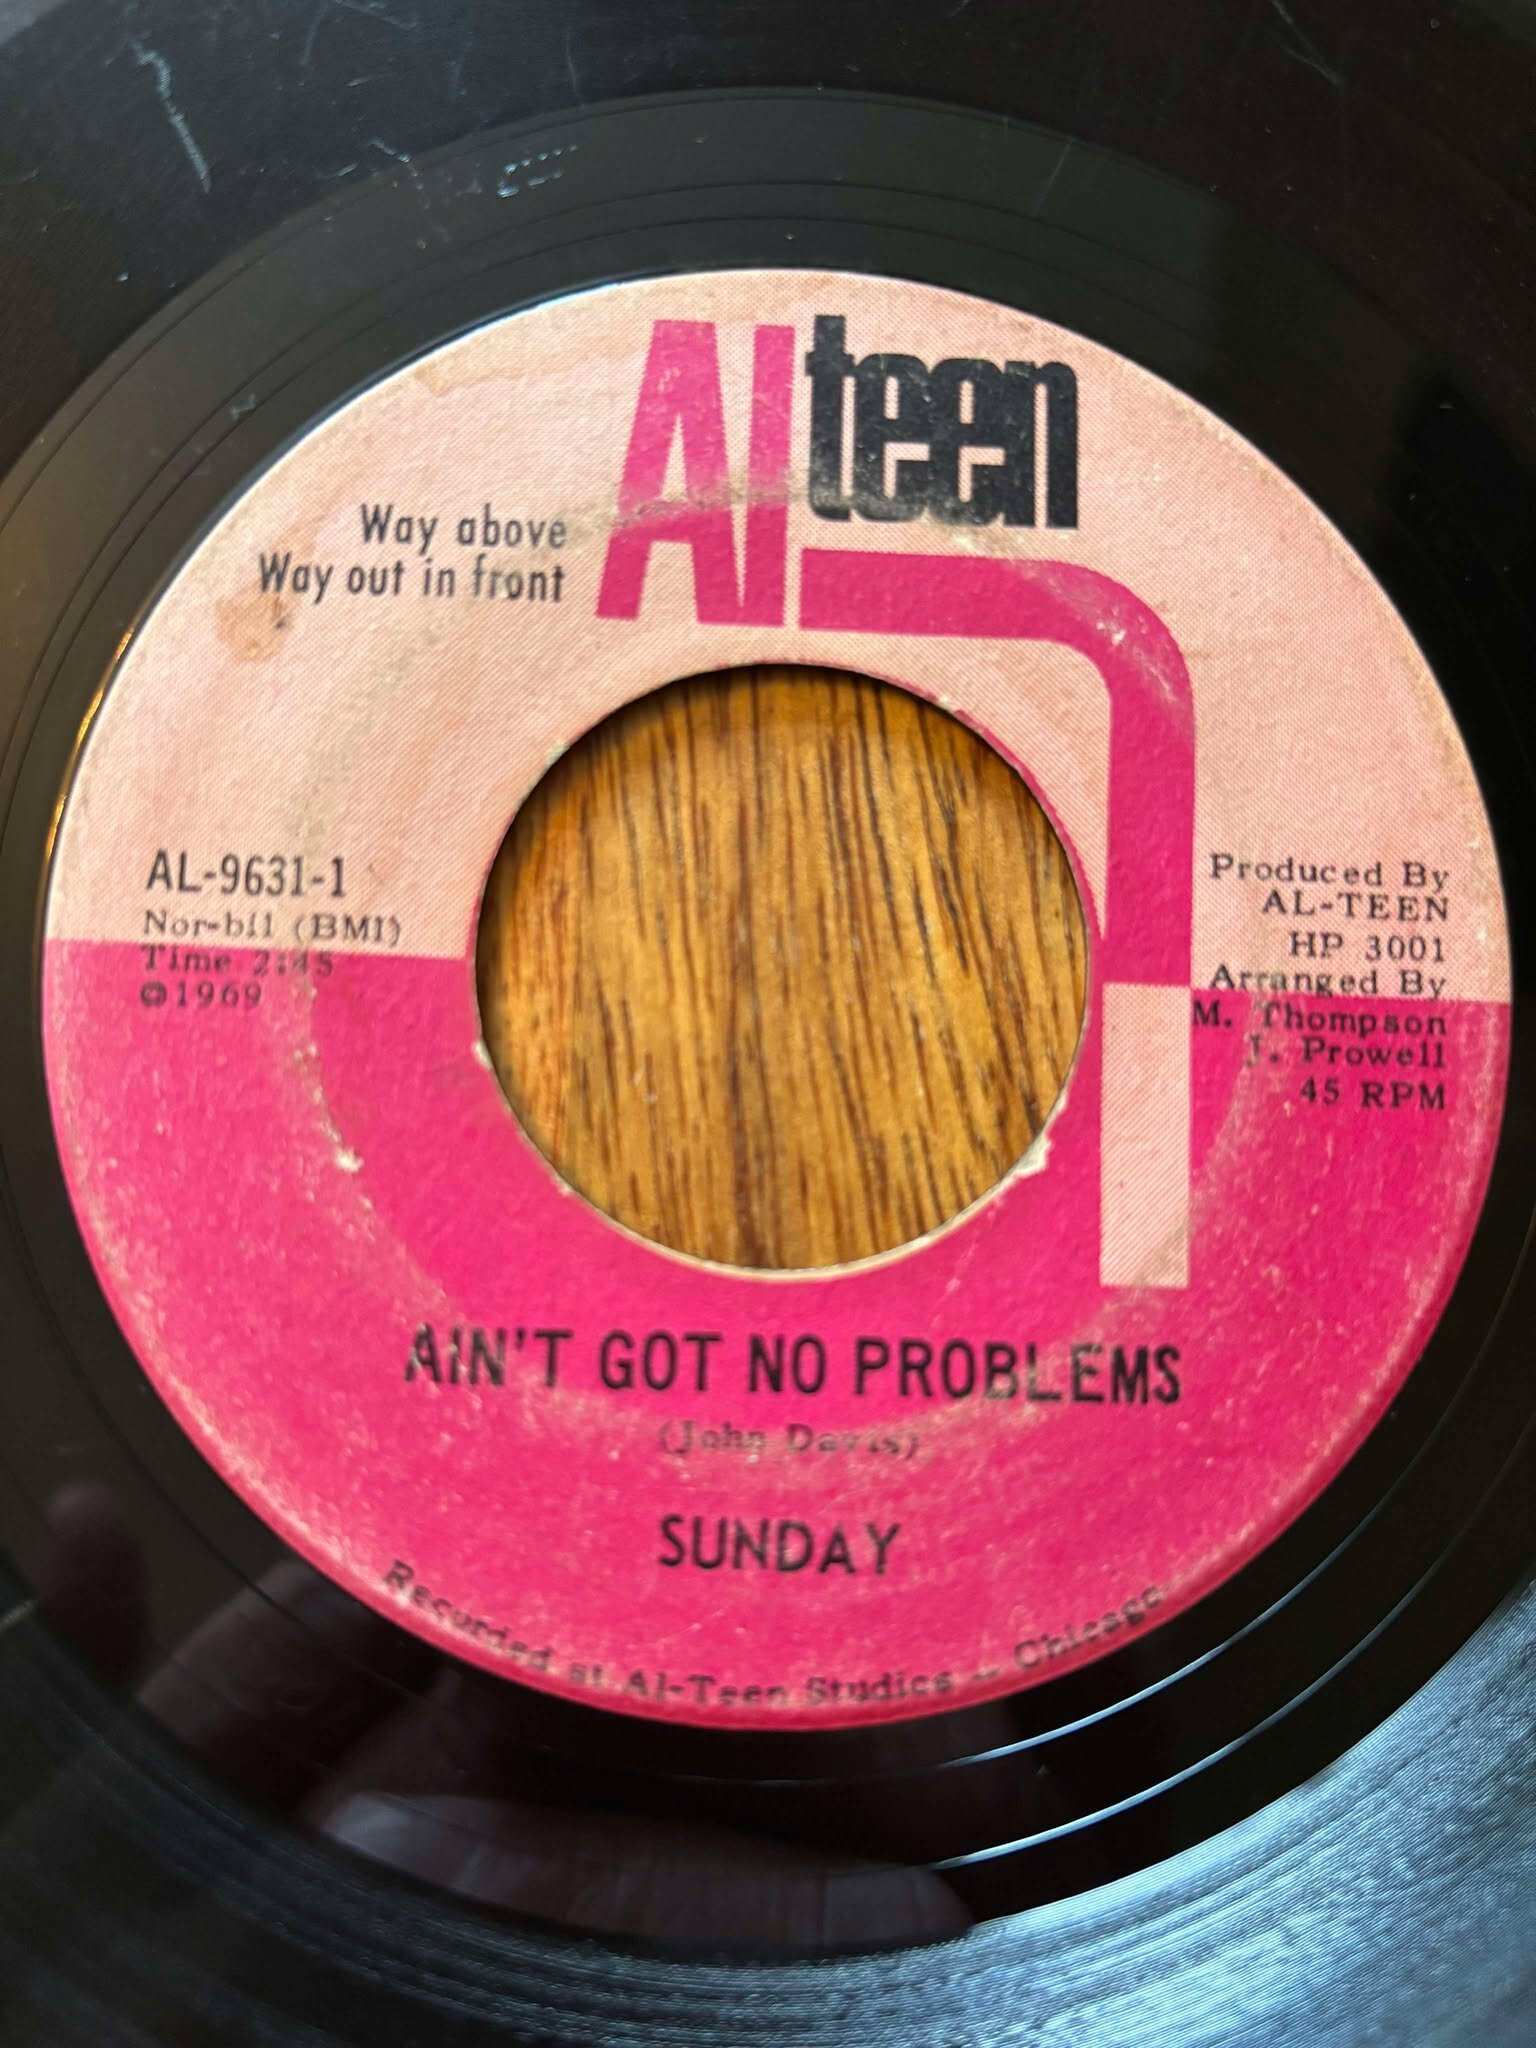 Al teen
Way above
Way out in front
AL-9631-1
Nor-bil (BMI)
Time 2:45
©1969
Produced By
AL-TEEN
HP 3001
Arranged By
M. Thompson
J. Prowell
45 RPM
AIN'T GOT NO PROBLEMS
(John Davis)
SUNDAY
Recorded at Al-Teen Studios - Chicago